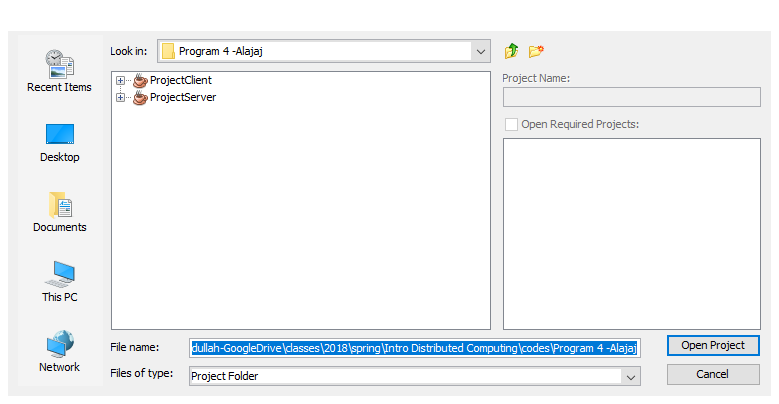 Look in: Program 4 -Alajaj
Recent Items
Desktop
Documents
This PC
Network
ProjectClient
ProjectServer
Project Name:
Open Required Projects:
File name: dullah-GoogleDrive\classes\2018\spring\Intro Distributed Computing\codes\Program 4 -Alajaj
Open Project
Files of type: Project Folder
Cancel